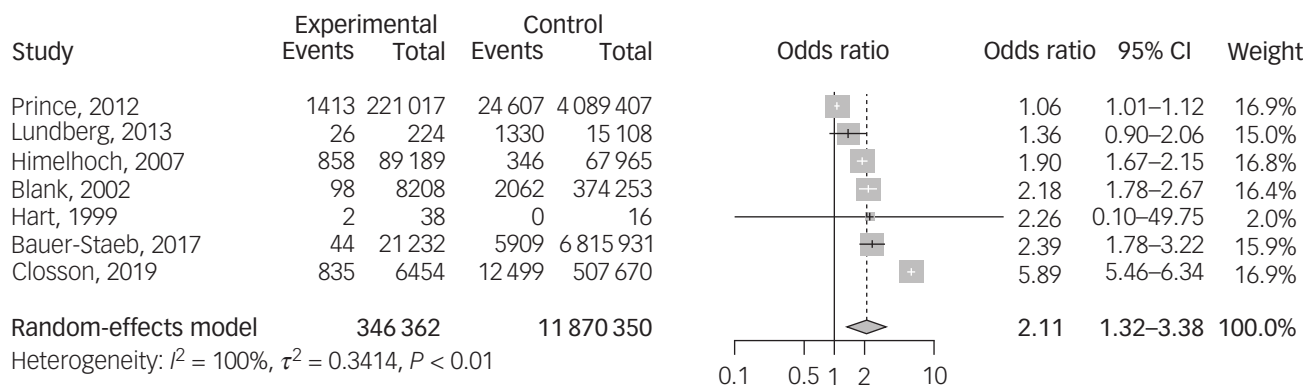 Experimental Control
Study Events Total Events Total Odds ratio Odds ratio 95% CI Weight
Prince, 2012 1413 221 017 24 607 4 089 407 1.06 1.01–1.12 16.9%
Lundberg, 2013 26 224 1330 15 108 1.36 0.90–2.06 15.0%
Himelhoch, 2007 858 89 189 346 67 965 1.90 1.67–2.15 16.8%
Blank, 2002 98 8208 2062 374 253 2.18 1.78–2.67 16.4%
Hart, 1999 2 38 0 16 2.26 0.10–49.75 2.0%
Bauer-Staeb, 2017 44 21 232 5909 6 815 931 2.39 1.78–3.22 15.9%
Closson, 2019 835 6454 12 499 507 670 5.89 5.46–6.34 16.9%
Random-effects model 346 362 11 870 350 2.11 1.32–3.38 100.0%
Heterogeneity: I² = 100%, τ² = 0.3414, P < 0.01
0.1 0.5 1 2 10